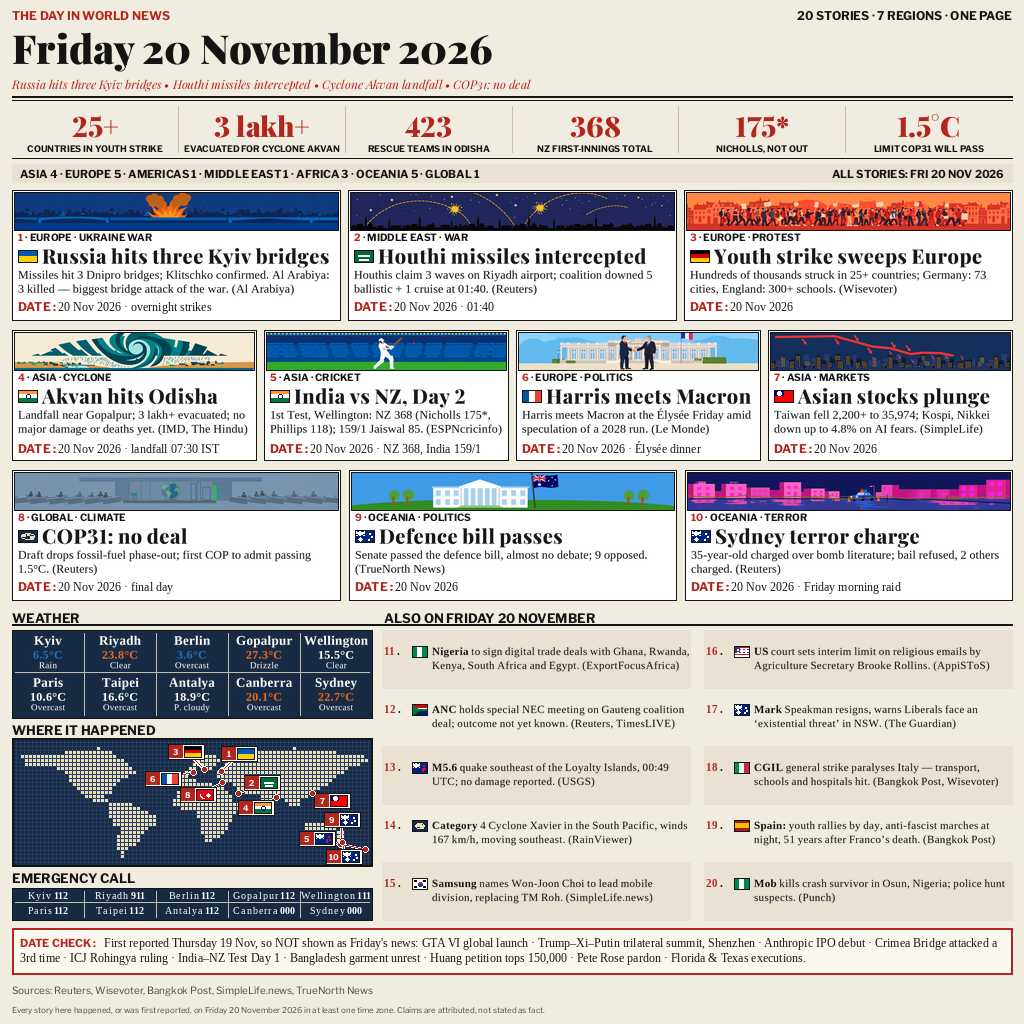 THE DAY IN WORLD NEWS
20 STORIES · 7 REGIONS · ONE PAGE
Friday 20 November 2026
Russia hits three Kyiv bridges • Houthi missiles intercepted • Cyclone Akvan landfall • COP31: no deal
25+
COUNTRIES IN YOUTH STRIKE
3 lakh+
EVACUATED FOR CYCLONE AKVAN
423
RESCUE TEAMS IN ODISHA
368
NZ FIRST-INNINGS TOTAL
175*
NICHOLLS, NOT OUT
1.5°C
LIMIT COP31 WILL PASS
ASIA 4 · EUROPE 5 · AMERICAS 1 · MIDDLE EAST 1 · AFRICA 3 · OCEANIA 5 · GLOBAL 1
ALL STORIES: FRI 20 NOV 2026
1 · EUROPE · UKRAINE WAR
Russia hits three Kyiv bridges
Missiles hit 3 Dnipro bridges; Klitschko confirmed. Al Arabiya:
3 killed — biggest bridge attack of the war. (Al Arabiya)
DATE: 20 Nov 2026 · overnight strikes
2 · MIDDLE EAST · WAR
Houthi missiles intercepted
Houthis claim 3 waves on Riyadh airport; coalition downed 5
ballistic + 1 cruise at 01:40. (Reuters)
DATE: 20 Nov 2026 · 01:40
3 · EUROPE · PROTEST
Youth strike sweeps Europe
Hundreds of thousands struck in 25+ countries; Germany: 73
cities, England: 300+ schools. (Wisevoter)
DATE: 20 Nov 2026
4 · ASIA · CYCLONE
Akvan hits Odisha
Landfall near Gopalpur; 3 lakh+ evacuated; no
major damage or deaths yet. (IMD, The Hindu)
DATE: 20 Nov 2026 · landfall 07:30 IST
5 · ASIA · CRICKET
India vs NZ, Day 2
1st Test, Wellington: NZ 368 (Nicholls 175*,
Phillips 118); 159/1 Jaiswal 85. (ESPNcricinfo)
DATE: 20 Nov 2026 · NZ 368, India 159/1
6 · EUROPE · POLITICS
Harris meets Macron
Harris meets Macron at the Élysée Friday amid
speculation of a 2028 run. (Le Monde)
DATE: 20 Nov 2026 · Élysée dinner
7 · ASIA · MARKETS
Asian stocks plunge
Taiwan fell 2,200+ to 35,974; Kospi, Nikkei
down up to 4.8% on AI fears. (SimpleLife)
DATE: 20 Nov 2026
8 · GLOBAL · CLIMATE
COP31: no deal
Draft drops fossil-fuel phase-out; first COP to admit passing
1.5°C. (Reuters)
DATE: 20 Nov 2026 · final day
9 · OCEANIA · POLITICS
Defence bill passes
Senate passed the defence bill, almost no debate; 9 opposed.
(TrueNorth News)
DATE: 20 Nov 2026
10 · OCEANIA · TERROR
Sydney terror charge
35-year-old charged over bomb literature; bail refused, 2 others
charged. (Reuters)
DATE: 20 Nov 2026 · Friday morning raid
WEATHER
Kyiv
6.5°C
Rain
Riyadh
23.8°C
Clear
Berlin
3.6°C
Overcast
Gopalpur
27.3°C
Drizzle
Wellington
15.5°C
Clear
Paris
10.6°C
Overcast
Taipei
16.6°C
Overcast
Antalya
18.9°C
P. cloudy
Canberra
20.1°C
Overcast
Sydney
22.7°C
Overcast
WHERE IT HAPPENED
3
1
6
2
8
7
4
9
5
10
EMERGENCY CALL
Kyiv 112
Riyadh 911
Berlin 112
Gopalpur 112
Wellington 111
Paris 112
Taipei 112
Antalya 112
Canberra 000
Sydney 000
ALSO ON FRIDAY 20 NOVEMBER
11. Nigeria to sign digital trade deals with Ghana, Rwanda,
Kenya, South Africa and Egypt. (ExportFocusAfrica)
12. ANC holds special NEC meeting on Gauteng coalition
deal; outcome not yet known. (Reuters, TimesLIVE)
13. M5.6 quake southeast of the Loyalty Islands, 00:49
UTC; no damage reported. (USGS)
14. Category 4 Cyclone Xavier in the South Pacific, winds
167 km/h, moving southeast. (RainViewer)
15. Samsung names Won-Joon Choi to lead mobile
division, replacing TM Roh. (SimpleLife.news)
16. US court sets interim limit on religious emails by
Agriculture Secretary Brooke Rollins. (AppiSToS)
17. Mark Speakman resigns, warns Liberals face an
‘existential threat’ in NSW. (The Guardian)
18. CGIL general strike paralyses Italy — transport,
schools and hospitals hit. (Bangkok Post, Wisevoter)
19. Spain: youth rallies by day, anti-fascist marches at
night, 51 years after Franco’s death. (Bangkok Post)
20. Mob kills crash survivor in Osun, Nigeria; police hunt
suspects. (Punch)
DATE CHECK: First reported Thursday 19 Nov, so NOT shown as Friday's news: GTA VI global launch · Trump–Xi–Putin trilateral summit, Shenzhen · Anthropic IPO debut · Crimea Bridge attacked a
3rd time · ICJ Rohingya ruling · India–NZ Test Day 1 · Bangladesh garment unrest · Huang petition tops 150,000 · Pete Rose pardon · Florida & Texas executions.
Sources: Reuters, Wisevoter, Bangkok Post, SimpleLife.news, TrueNorth News
Every story here happened, or was first reported, on Friday 20 November 2026 in at least one time zone. Claims are attributed, not stated as fact.